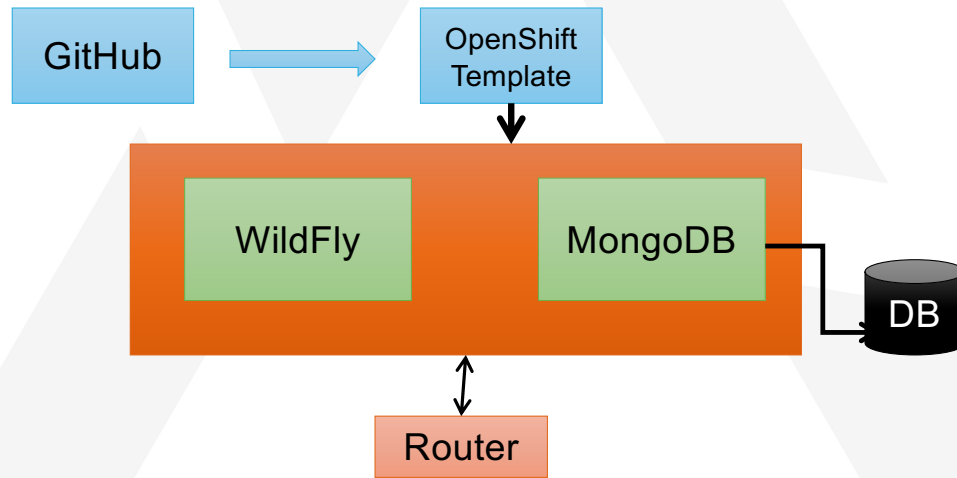 GitHub
OpenShift
Template
WildFly
MongoDB
DB
Router